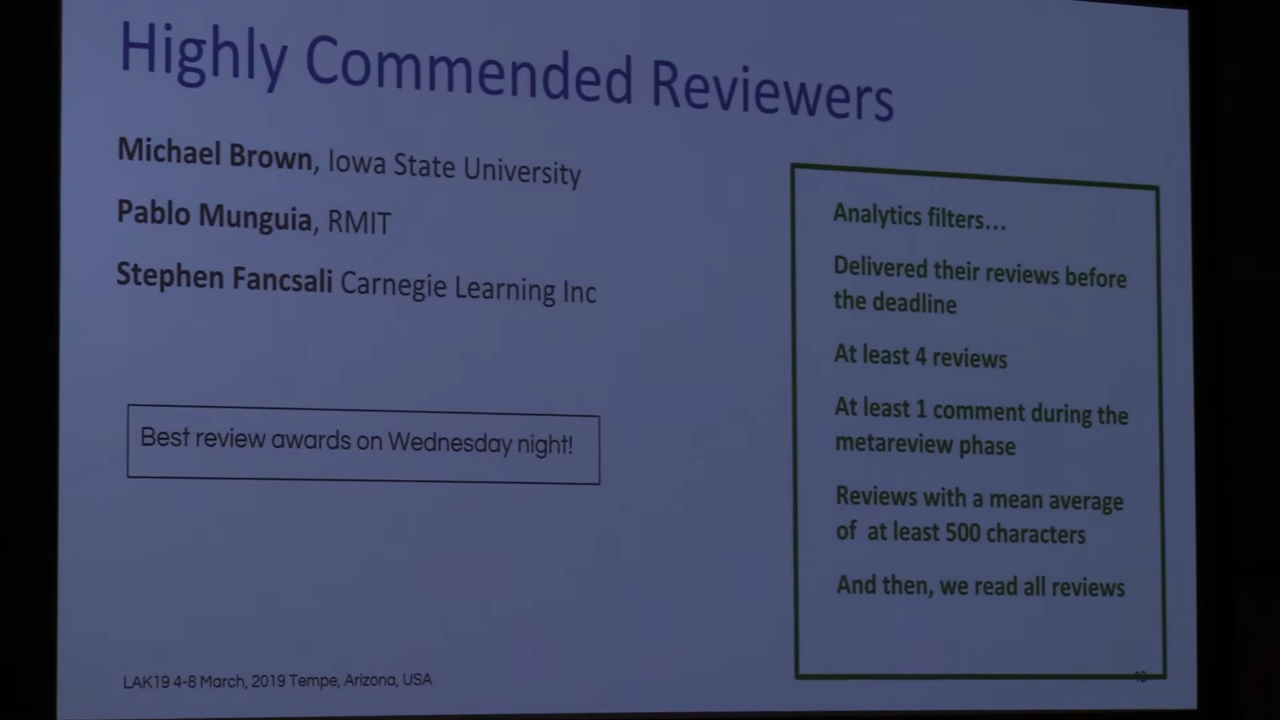 Highly Commended Reviewers
Michael Brown, Iowa State University
Pablo Munguia, RMIT
Stephen Fancsali Carnegie Learning Inc
Best review awards on Wednesday night!
Analytics filters...
Delivered their reviews before
the deadline
At least 4 reviews
At least 1 comment during the
metareview phase
Reviews with a mean average
of at least 500 characters
And then, we read all reviews
LAK19 4-8 March, 2019 Tempe, Arizona, USA